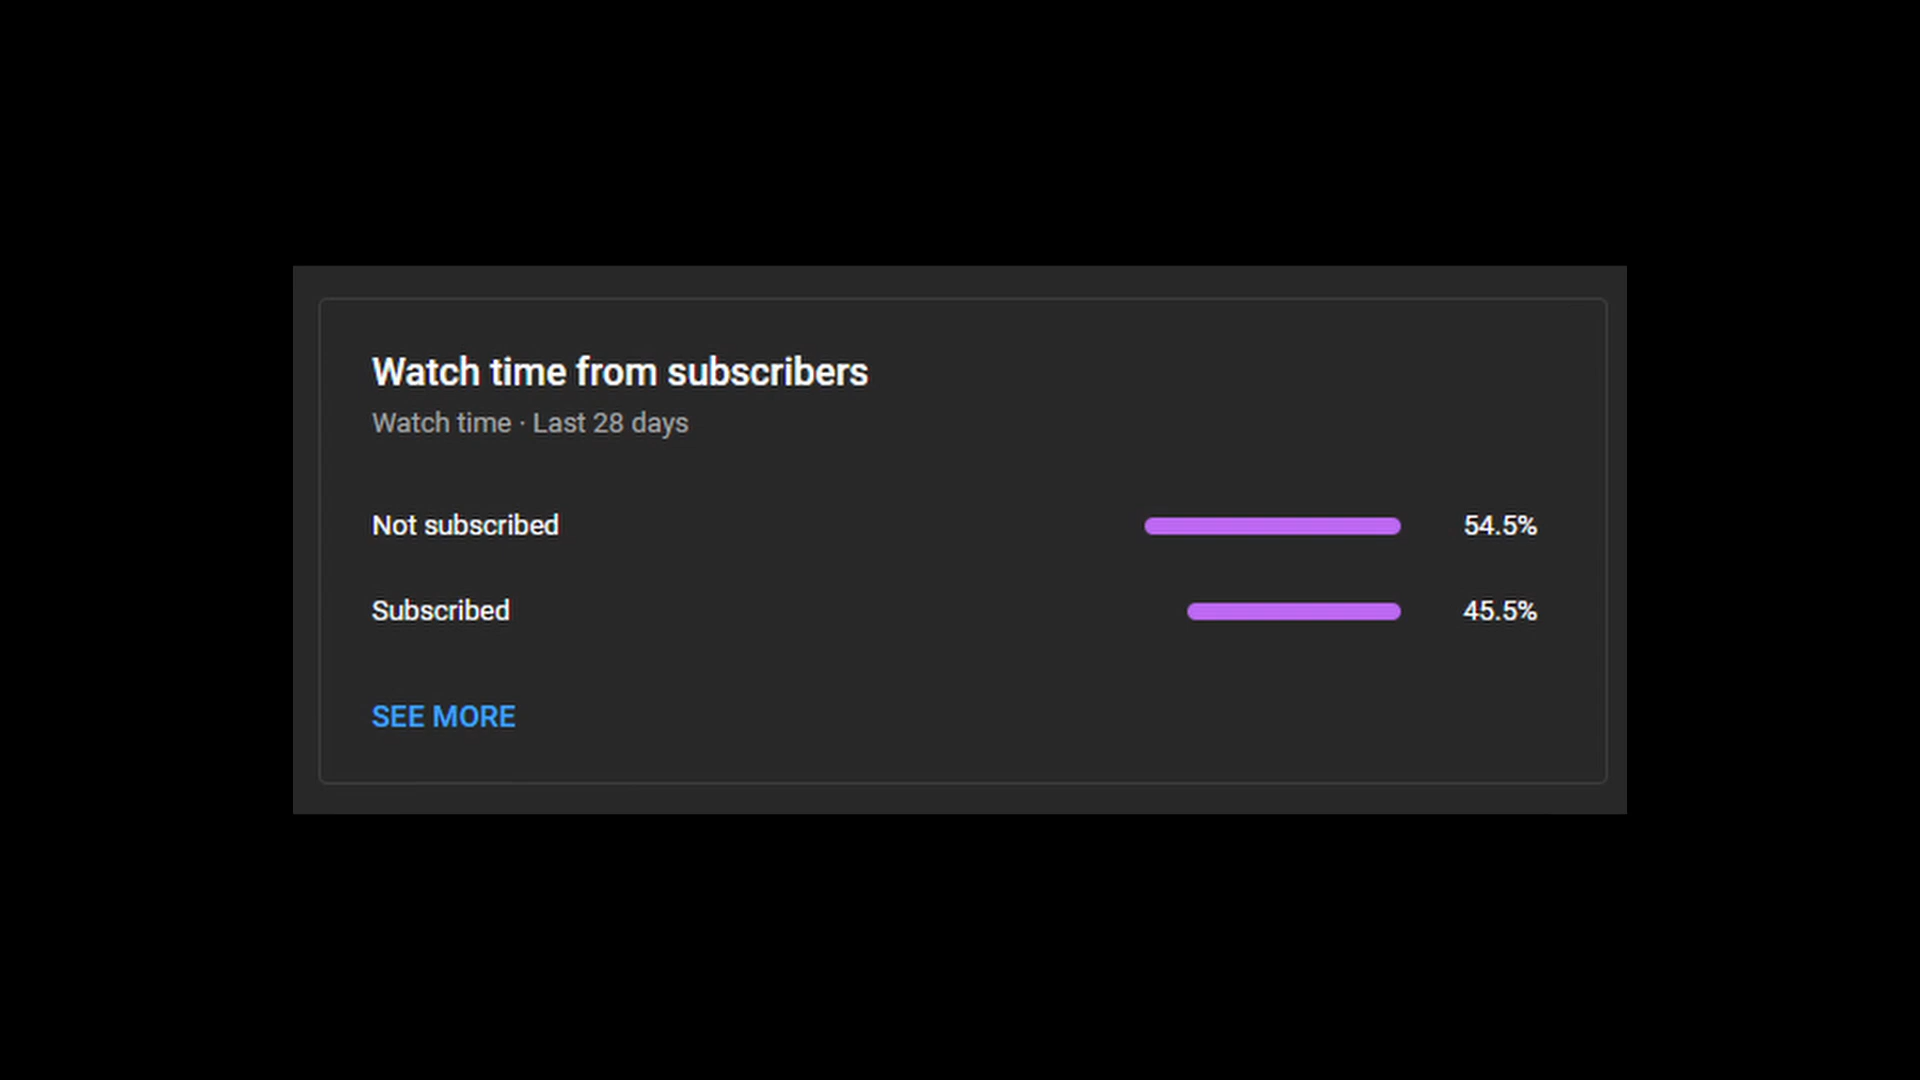 Watch time from subscribers
Watch time · Last 28 days
Not subscribed 54.5%
Subscribed 45.5%
SEE MORE